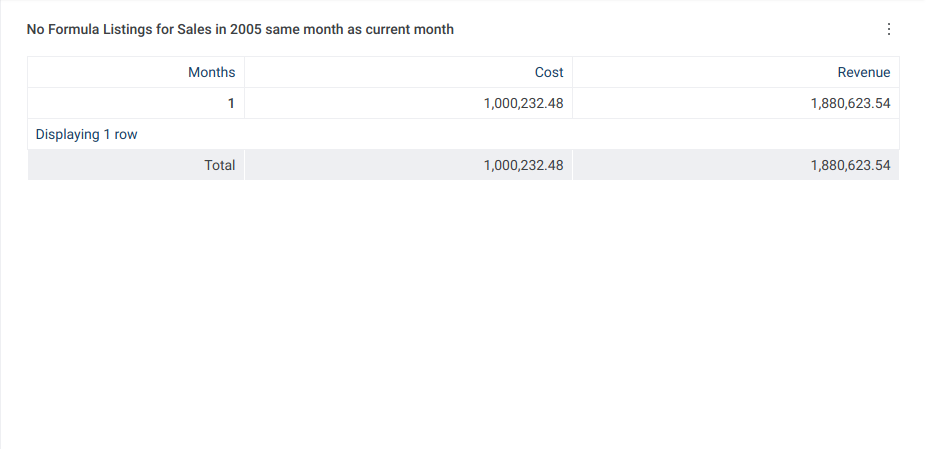 No Formula Listings for Sales in 2005 same month as current month
Months Cost Revenue
1 1,000,232.48 1,880,623.54
Displaying 1 row
Total 1,000,232.48 1,880,623.54